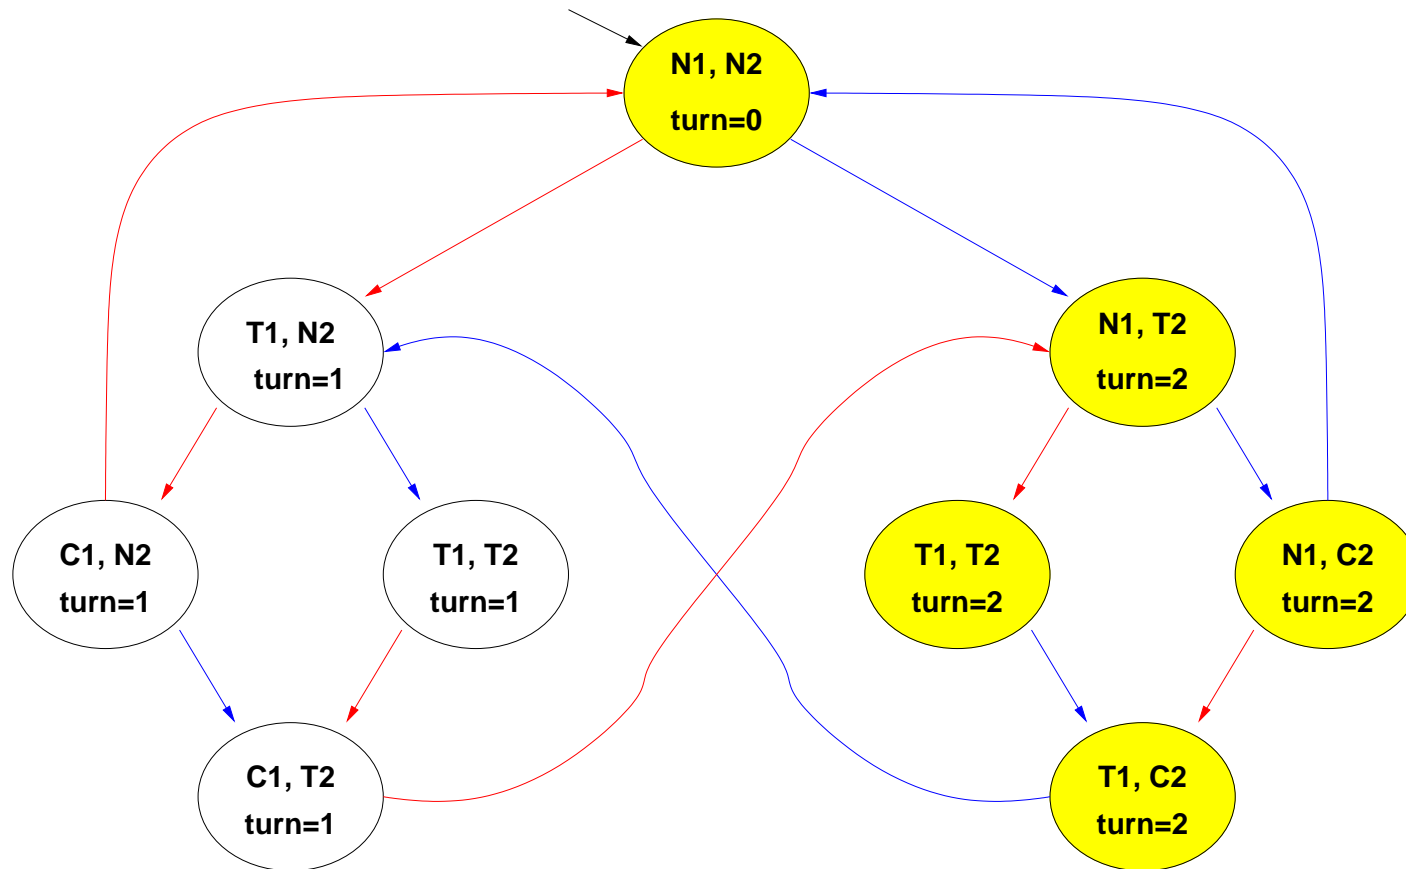 N1, N2
turn=0
T1, N2
turn=1
N1, T2
turn=2
C1, N2
turn=1
T1, T2
turn=1
T1, T2
turn=2
N1, C2
turn=2
C1, T2
turn=1
T1, C2
turn=2